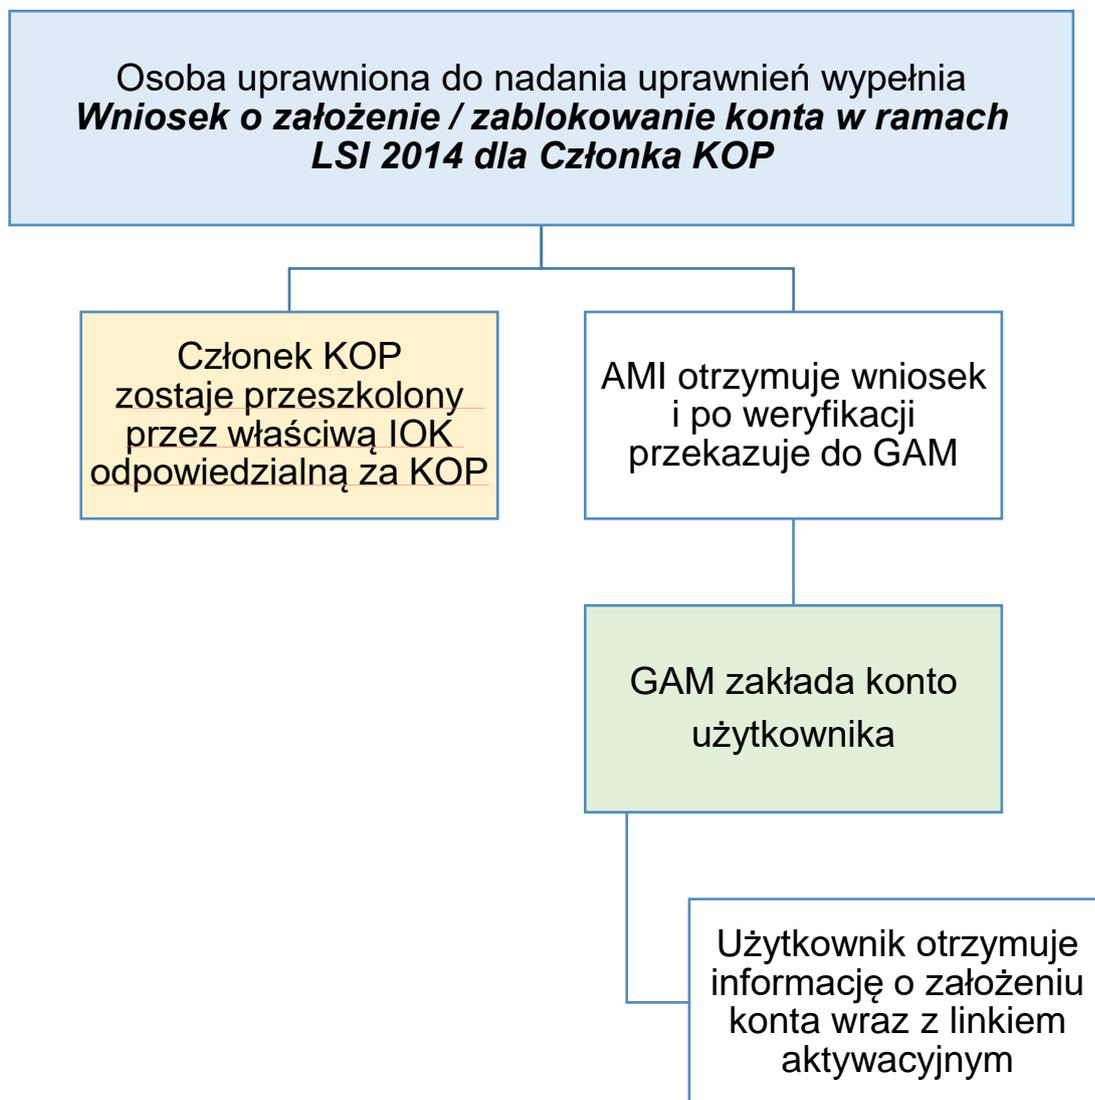 Osoba uprawniona do nadania uprawnień wypełnia
Wniosek o założenie / zablokowanie konta w ramach
LSI 2014 dla Członka KOP
Członek KOP
zostaje przeszkolony
przez właściwą IOK
odpowiedzialną za KOP
AMI otrzymuje wniosek
i po weryfikacji
przekazuje do GAM
GAM zakłada konto
użytkownika
Użytkownik otrzymuje
informację o założeniu
konta wraz z linkiem
aktywacyjnym